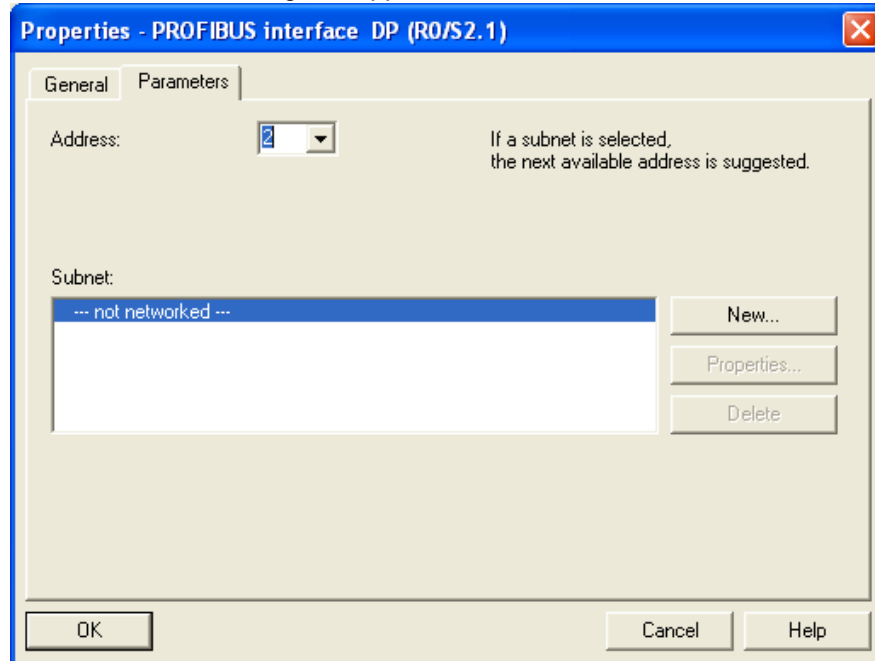 Properties - PROFIBUS interface DP (R0/S2.1)
General Parameters
Address: 2 If a subnet is selected,
the next available address is suggested.
Subnet:
--- not networked ---
New...
Properties...
Delete
OK Cancel Help